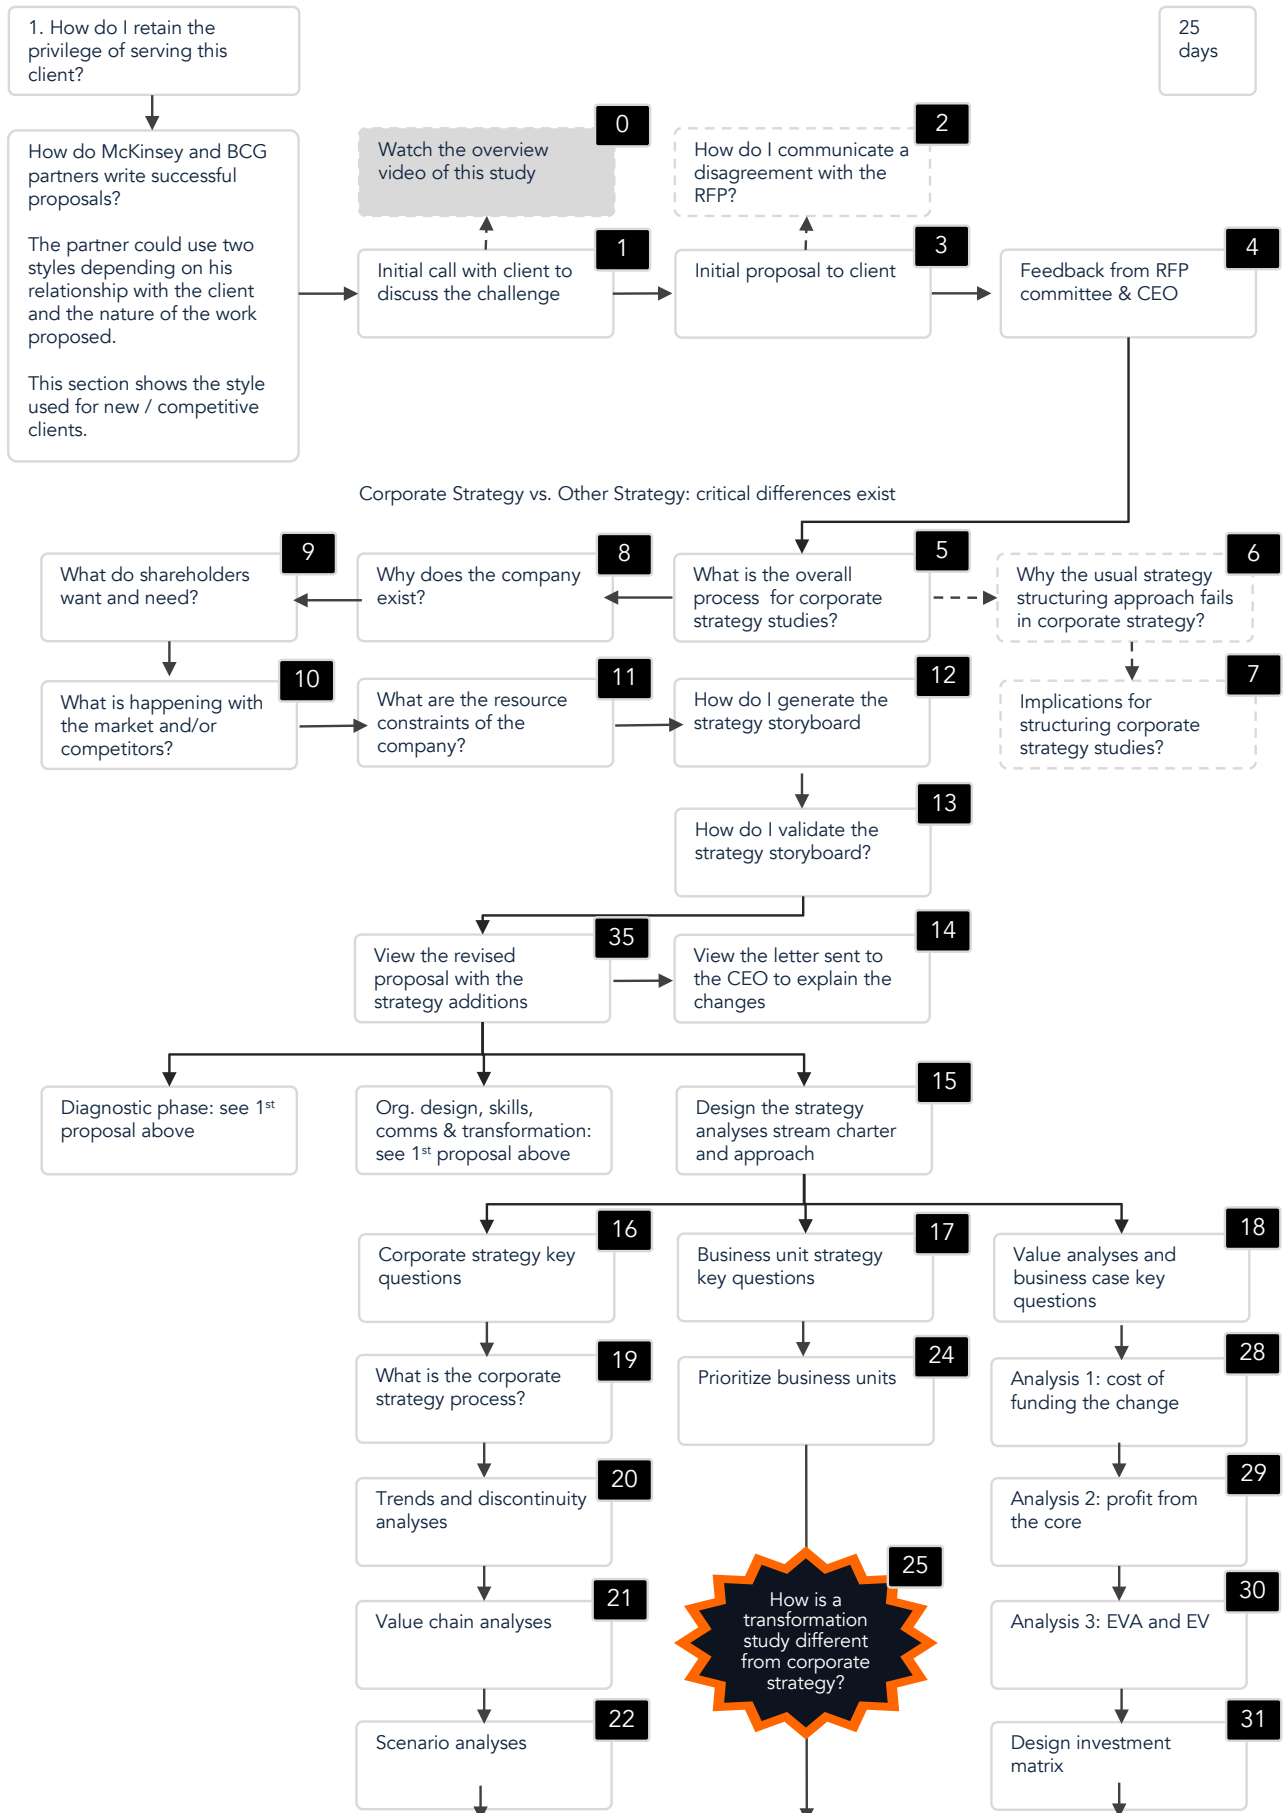 1. How do I retain the
privilege of serving this
client?
25
days
How do McKinsey and BCG
partners write successful
proposals?
The partner could use two
styles depending on his
relationship with the client
and the nature of the work
proposed.
This section shows the style
used for new / competitive
clients.
0
Watch the overview
video of this study
2
How do I communicate a
disagreement with the
RFP?
1
Initial call with client to
discuss the challenge
3
Initial proposal to client
4
Feedback from RFP
committee & CEO
Corporate Strategy vs. Other Strategy: critical differences exist
9
What do shareholders
want and need?
8
Why does the company
exist?
5
What is the overall
process for corporate
strategy studies?
6
Why the usual strategy
structuring approach fails
in corporate strategy?
10
What is happening with
the market and/or
competitors?
11
What are the resource
constraints of the
company?
12
How do I generate the
strategy storyboard
7
Implications for
structuring corporate
strategy studies?
13
How do I validate the
strategy storyboard?
35
View the revised
proposal with the
strategy additions
14
View the letter sent to
the CEO to explain the
changes
Diagnostic phase: see 1st
proposal above
Org. design, skills,
comms & transformation:
see 1st proposal above
15
Design the strategy
analyses stream charter
and approach
16
Corporate strategy key
questions
17
Business unit strategy
key questions
18
Value analyses and
business case key
questions
19
What is the corporate
strategy process?
24
Prioritize business units
28
Analysis 1: cost of
funding the change
20
Trends and discontinuity
analyses
29
Analysis 2: profit from
the core
25
How is a
transformation
study different
from corporate
strategy?
21
Value chain analyses
30
Analysis 3: EVA and EV
22
Scenario analyses
31
Design investment
matrix